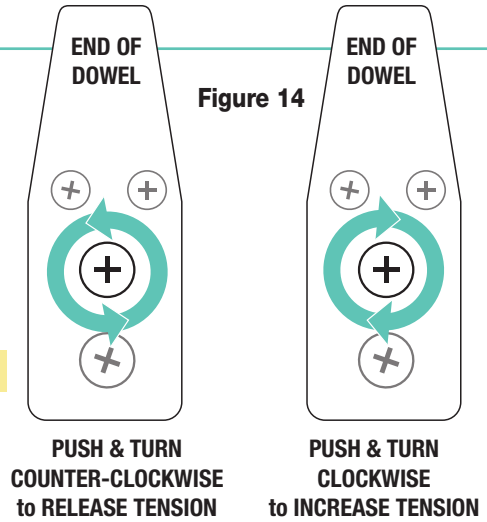 END OF
DOWEL
Figure 14
END OF
DOWEL
PUSH & TURN
COUNTER-CLOCKWISE
to RELEASE TENSION
PUSH & TURN
CLOCKWISE
to INCREASE TENSION